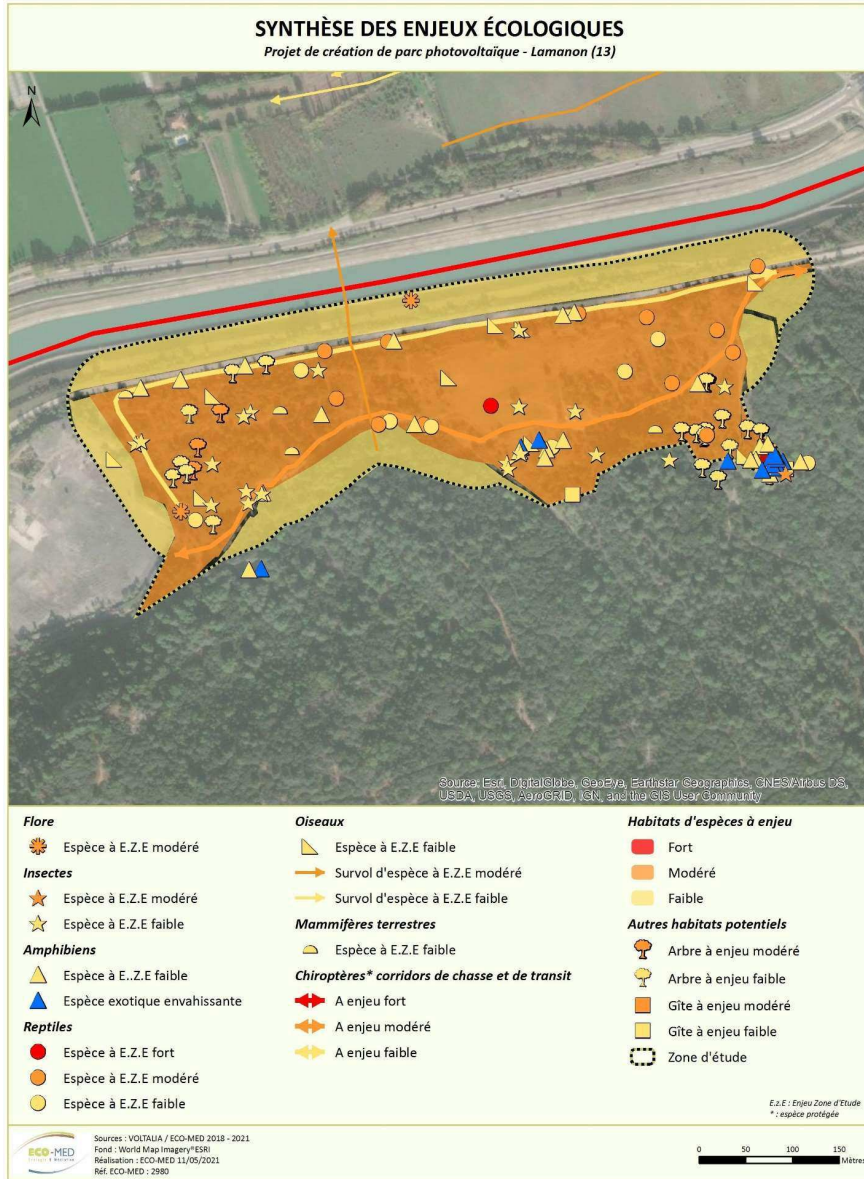 SYNTHÈSE DES ENJEUX ÉCOLOGIQUES
Projet de création de parc photovoltaïque - Lamanon (13)
N
Source: Esri, DigitalGlobe, GeoEye, Earthstar Geographics, CNES/Airbus DS,
USDA, USGS, AeroGRID, IGN, and the GIS User Community
Flore
Espèce à E.Z.E modéré
Insectes
Espèce à E.Z.E modéré
Espèce à E.Z.E faible
Amphibiens
Espèce à E..Z.E faible
Espèce exotique envahissante
Reptiles
Espèce à E.Z.E fort
Espèce à E.Z.E modéré
Espèce à E.Z.E faible
Oiseaux
Espèce à E.Z.E faible
Survol d'espèce à E.Z.E modéré
Survol d'espèce à E.Z.E faible
Mammifères terrestres
Espèce à E.Z.E faible
Chiroptères* corridors de chasse et de transit
A enjeu fort
A enjeu modéré
A enjeu faible
Habitats d'espèces à enjeu
Fort
Modéré
Faible
Autres habitats potentiels
Arbre à enjeu modéré
Arbre à enjeu faible
Gîte à enjeu modéré
Gîte à enjeu faible
Zone d'étude
E.z.E : Enjeu Zone d'Etude
* : espèce protégée
ECO-MED
Sources : VOLTALIA / ECO-MED 2018 - 2021
Fond : World Map Imagery®ESRI
Réalisation : ECO-MED 11/05/2021
Réf. ECO-MED : 2980
0 50 100 150
Mètres